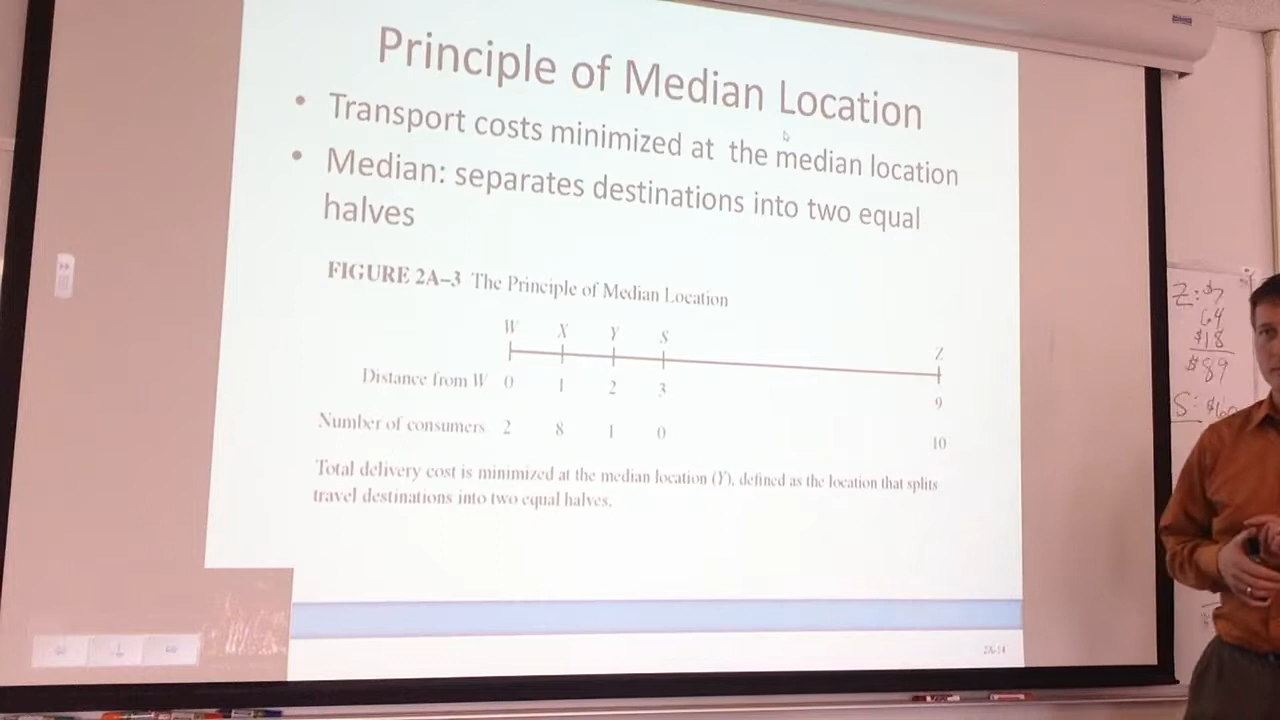 Principle of Median Location
• Transport costs minimized at the median location
• Median: separates destinations into two equal
halves
FIGURE 2A–3 The Principle of Median Location
W X Y S Z
Distance from W 0 1 2 3 9
Number of consumers 2 8 1 0 10
Total delivery cost is minimized at the median location (Y), defined as the location that splits
travel destinations into two equal halves.
2A-14
Z: $7
64
$18
$89
S: